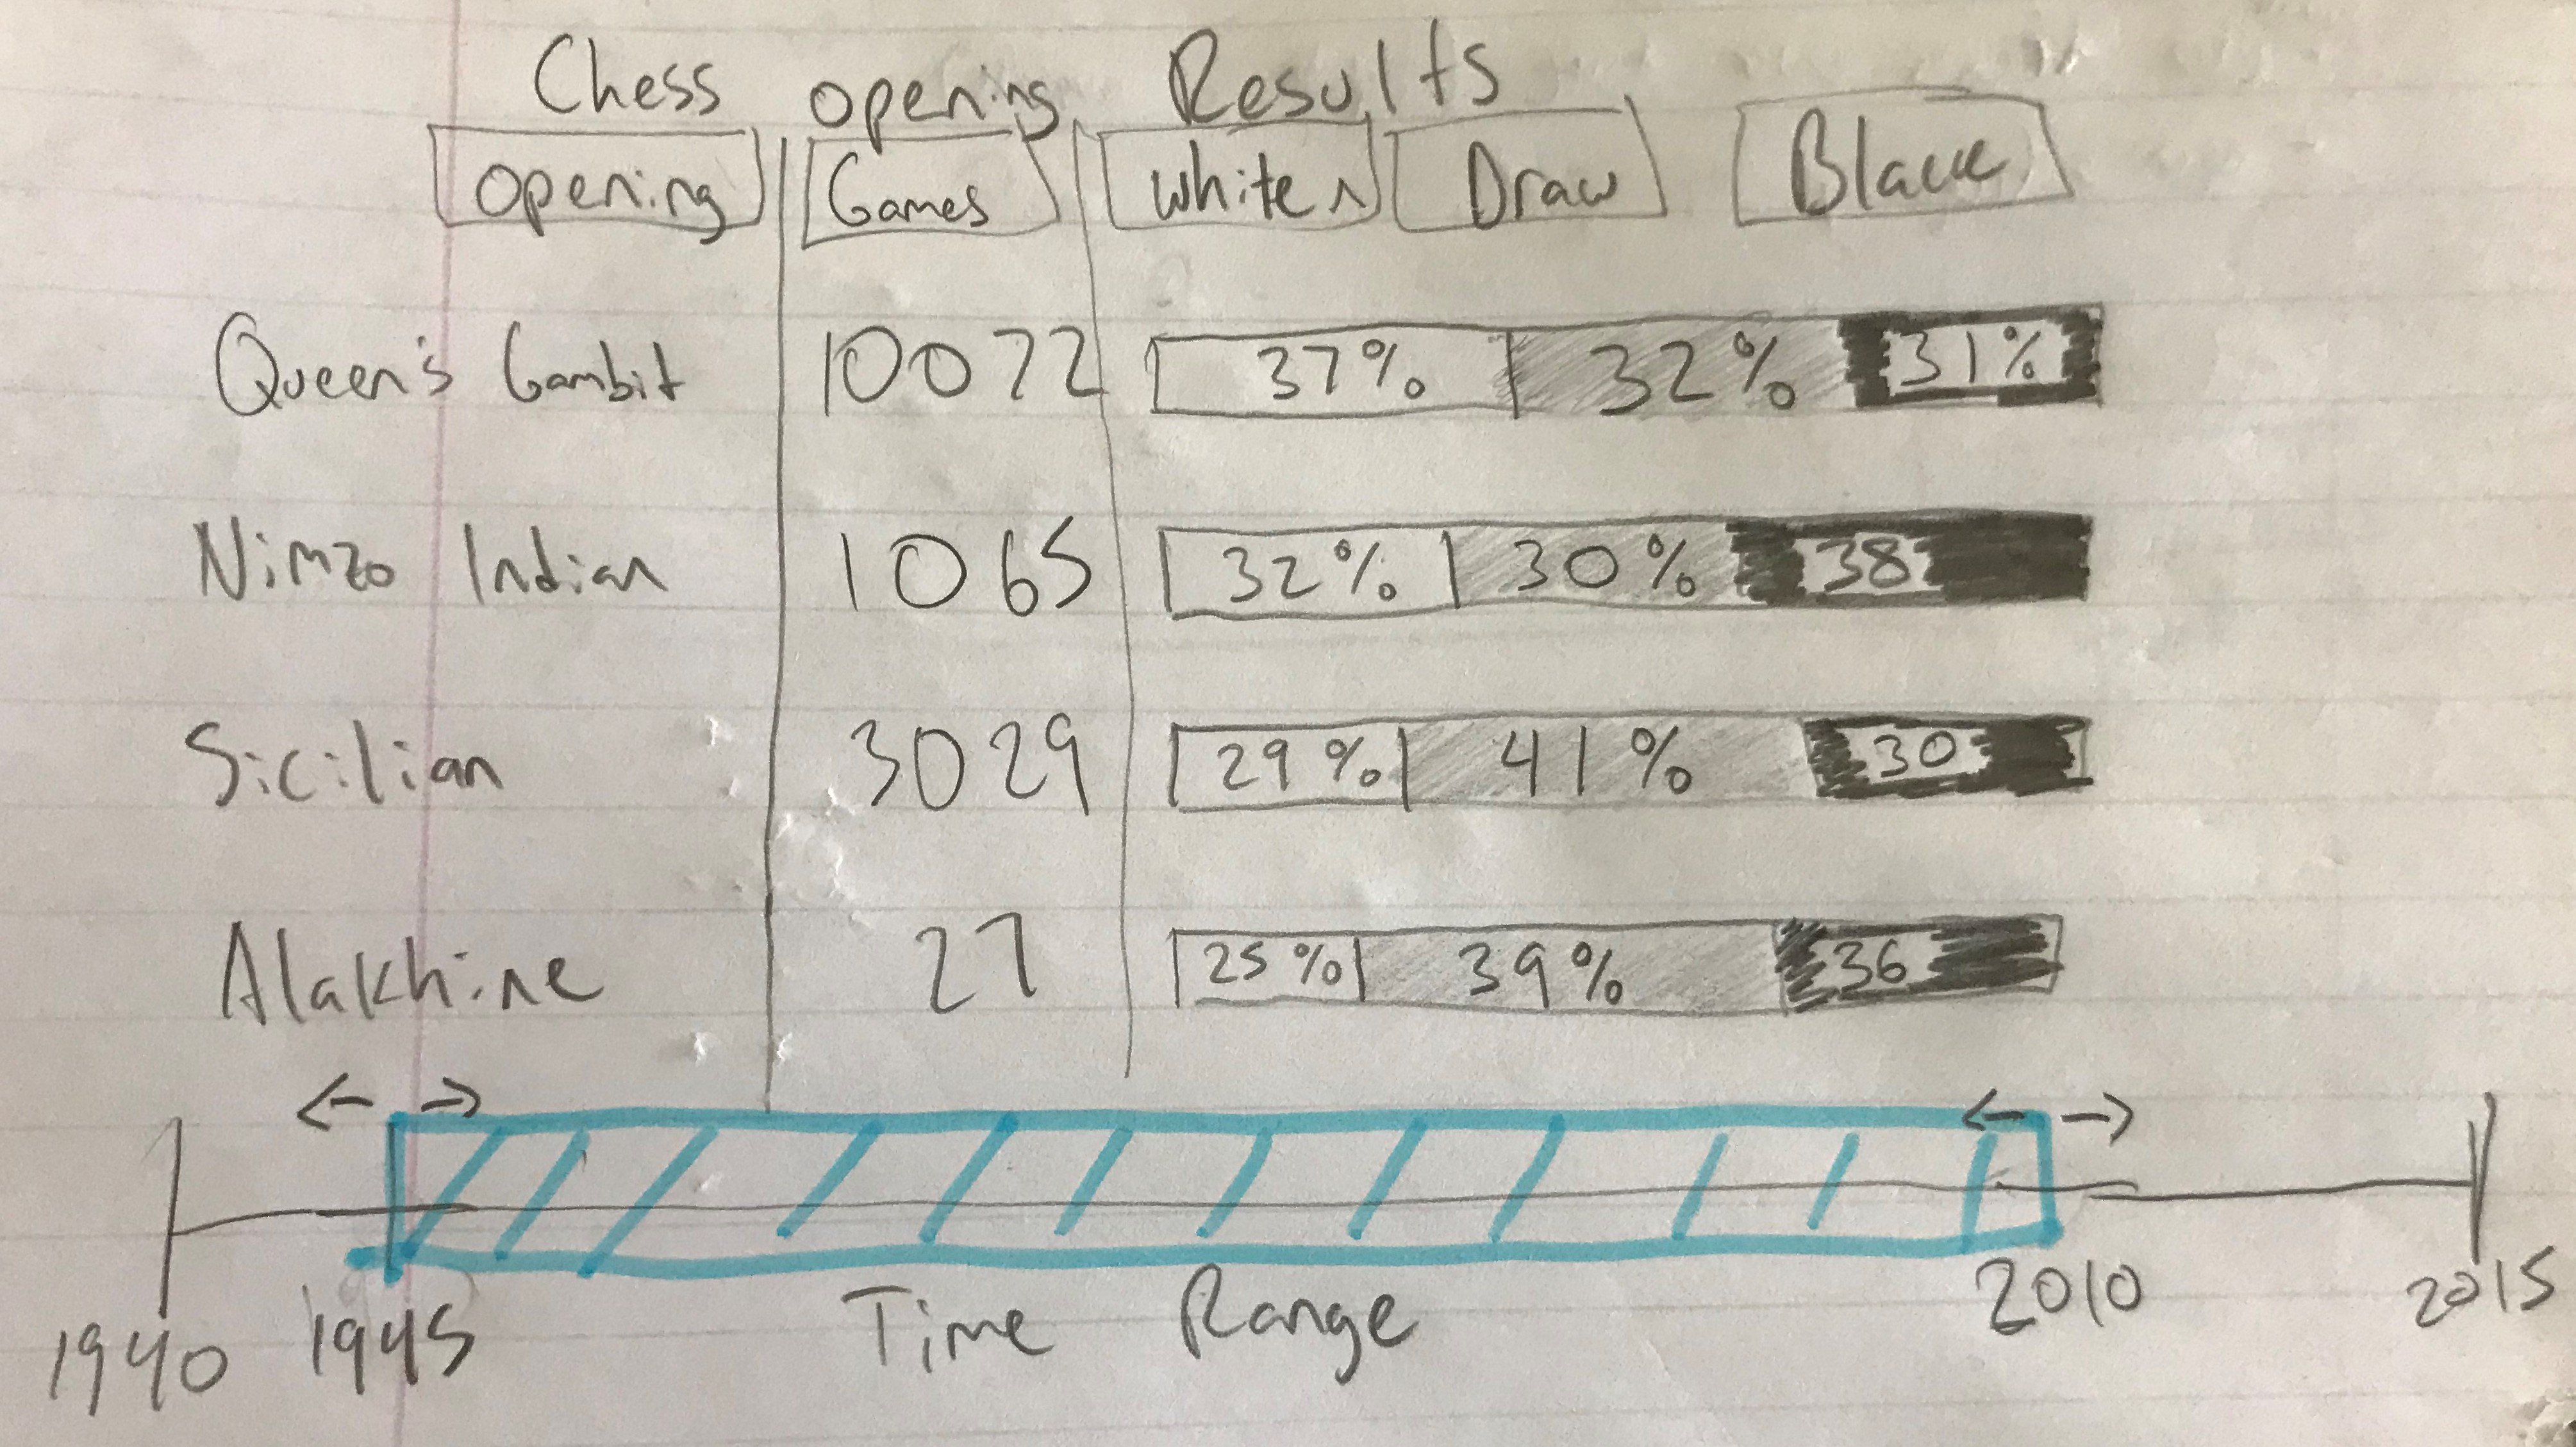 Chess opening Results
opening Games white ^ Draw Black
Queen's Gambit 10072 37% 32% 31%
Nimzo Indian 1065 32% 30% 38
Sicilian 3029 29% 41% 30
Alakhine 27 25% 39% 36
← → ← →
1940 1945 Time Range 2010 2015